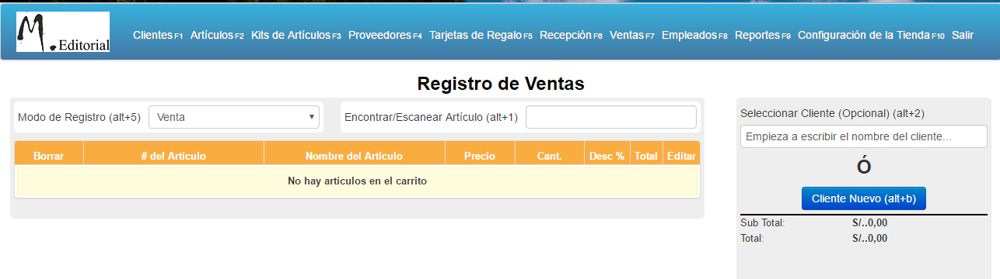 M.Editorial
Clientes F1 Artículos F2 Kits de Artículos F3 Proveedores F4 Tarjetas de Regalo F5 Recepción F6 Ventas F7 Empleados F8 Reportes F9 Configuración de la Tienda F10 Salir
Registro de Ventas
Modo de Registro (alt+5) Venta
Encontrar/Escanear Artículo (alt+1)
Borrar # del Artículo Nombre del Artículo Precio Cant. Desc % Total Editar
No hay artículos en el carrito
Seleccionar Cliente (Opcional) (alt+2)
Empieza a escribir el nombre del cliente...
Ó
Cliente Nuevo (alt+b)
Sub Total: S/..0,00
Total: S/..0,00